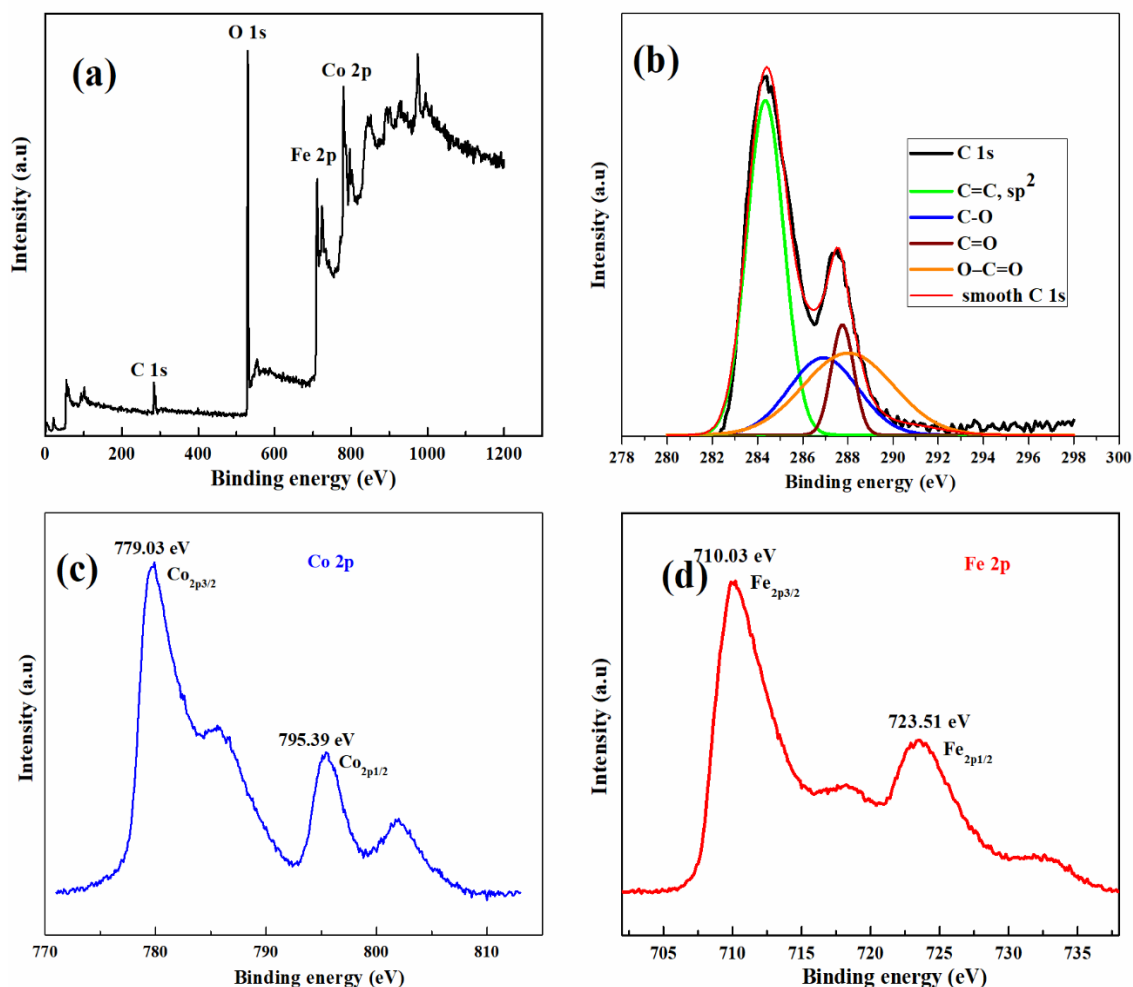 (a)
O 1s
Co 2p
Fe 2p
C 1s
Intensity (a.u)
0 200 400 600 800 1000 1200
Binding energy (eV)
(b)
C 1s
C=C, sp²
C-O
C=O
O–C=O
smooth C 1s
Intensity (a.u)
278 280 282 284 286 288 290 292 294 296 298 300
Binding energy (eV)
(c)
779.03 eV
Co2p3/2
Co 2p
795.39 eV
Co2p1/2
Intensity (a.u)
770 780 790 800 810
Binding energy (eV)
(d)
710.03 eV
Fe2p3/2
Fe 2p
723.51 eV
Fe2p1/2
Intensity (a.u)
705 710 715 720 725 730 735
Binding energy (eV)